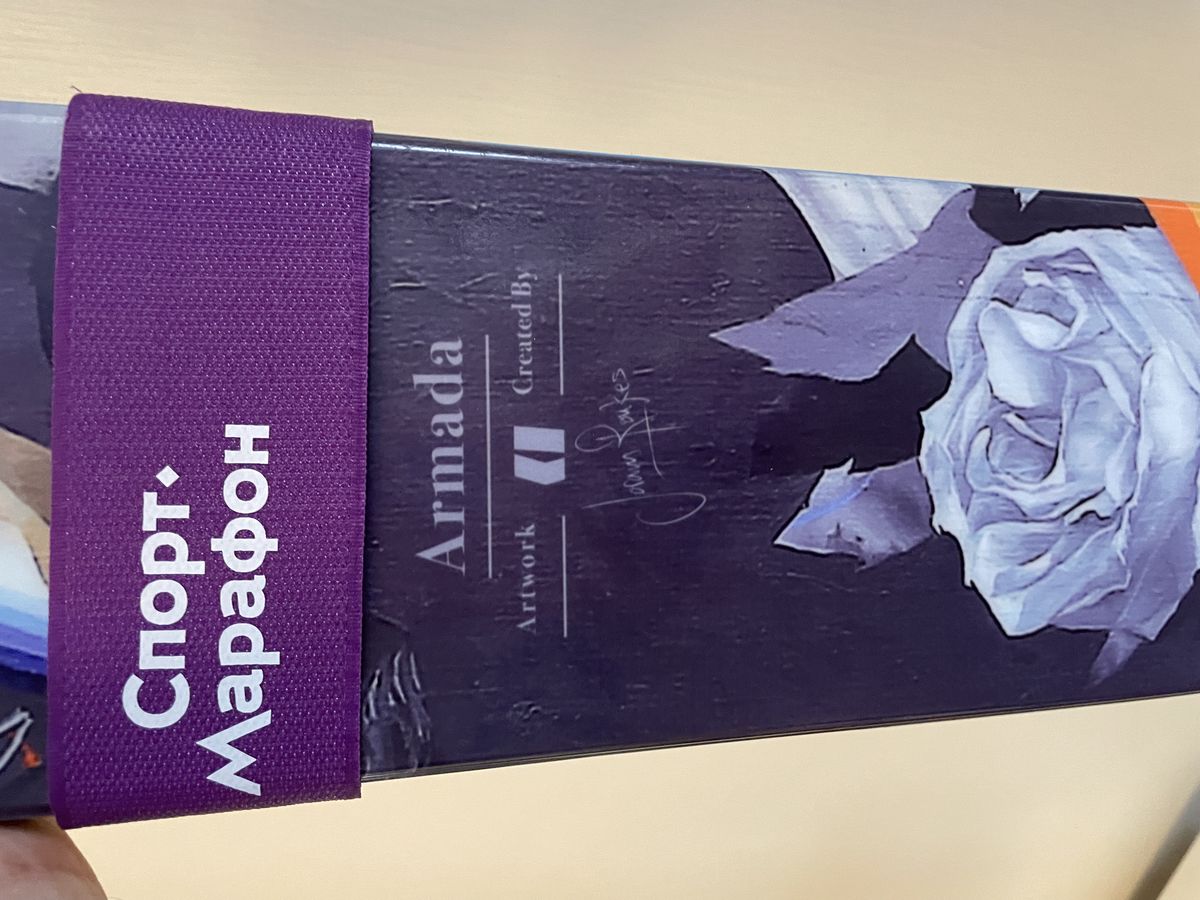 Спорт
Марафон
Armada
Artwork Created By